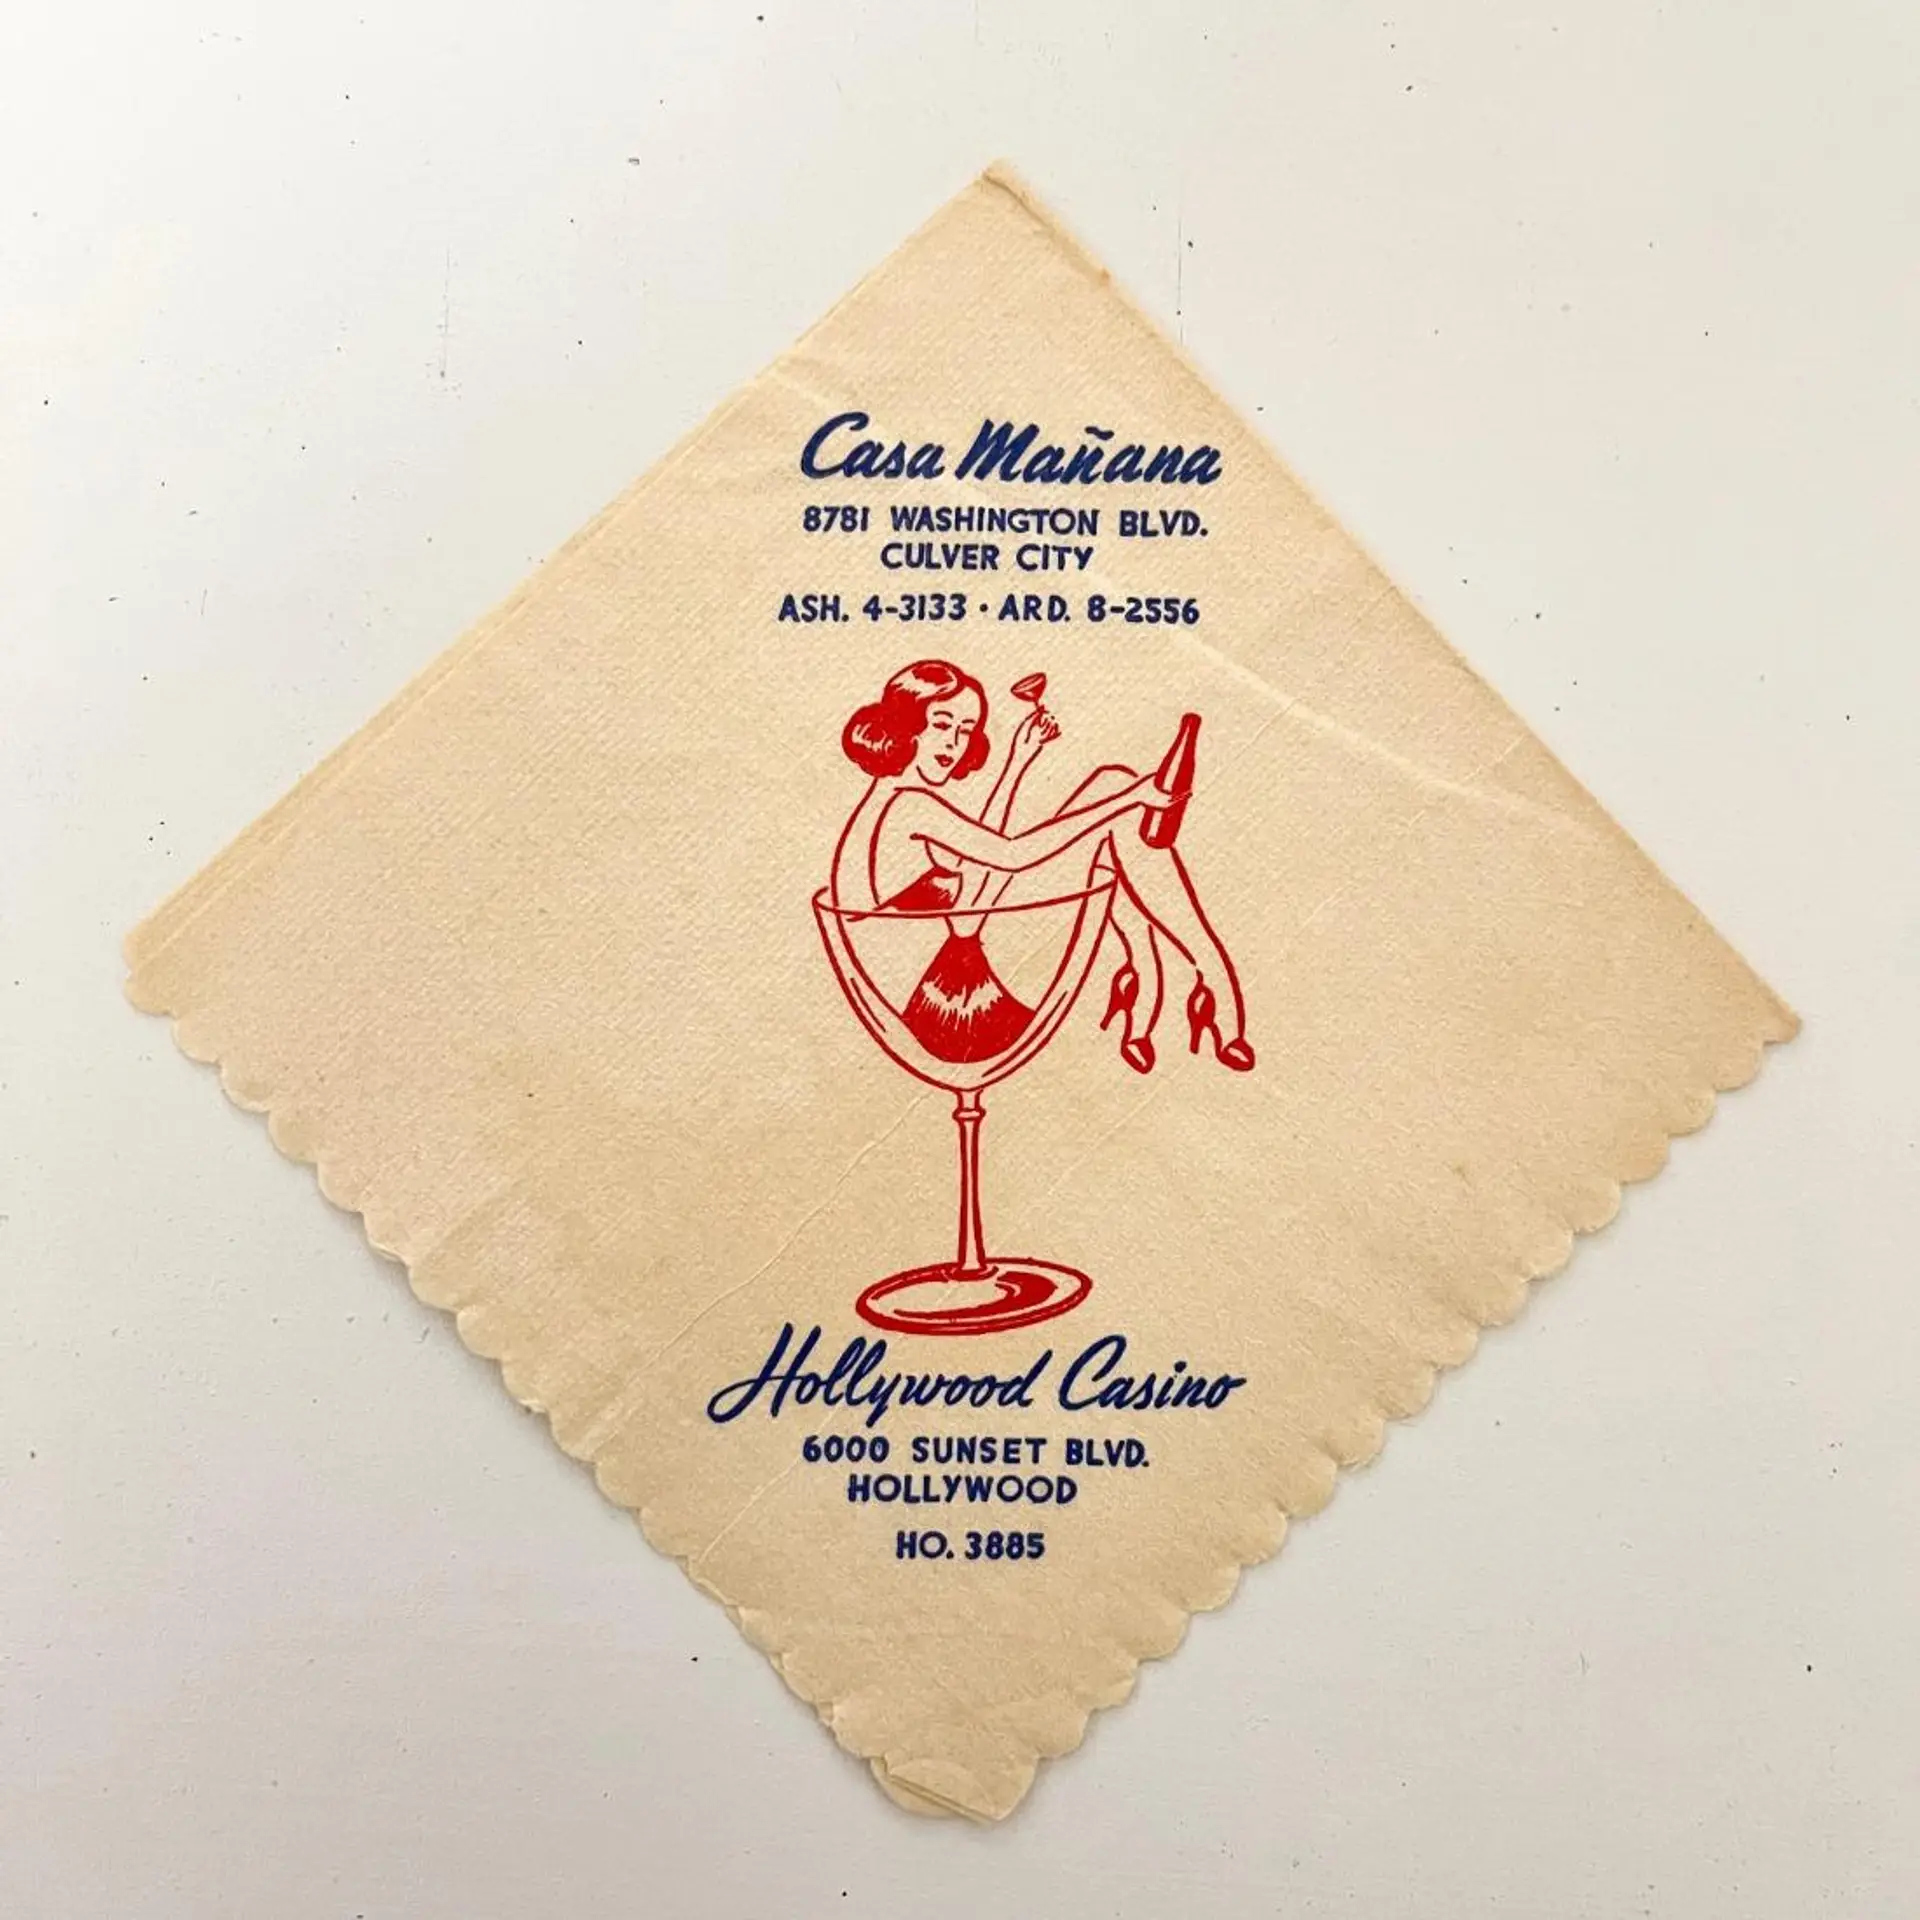 Casa Mañana
8781 WASHINGTON BLVD.
CULVER CITY
ASH. 4-3133 • ARD. 8-2556
Hollywood Casino
6000 SUNSET BLVD.
HOLLYWOOD
HO. 3885